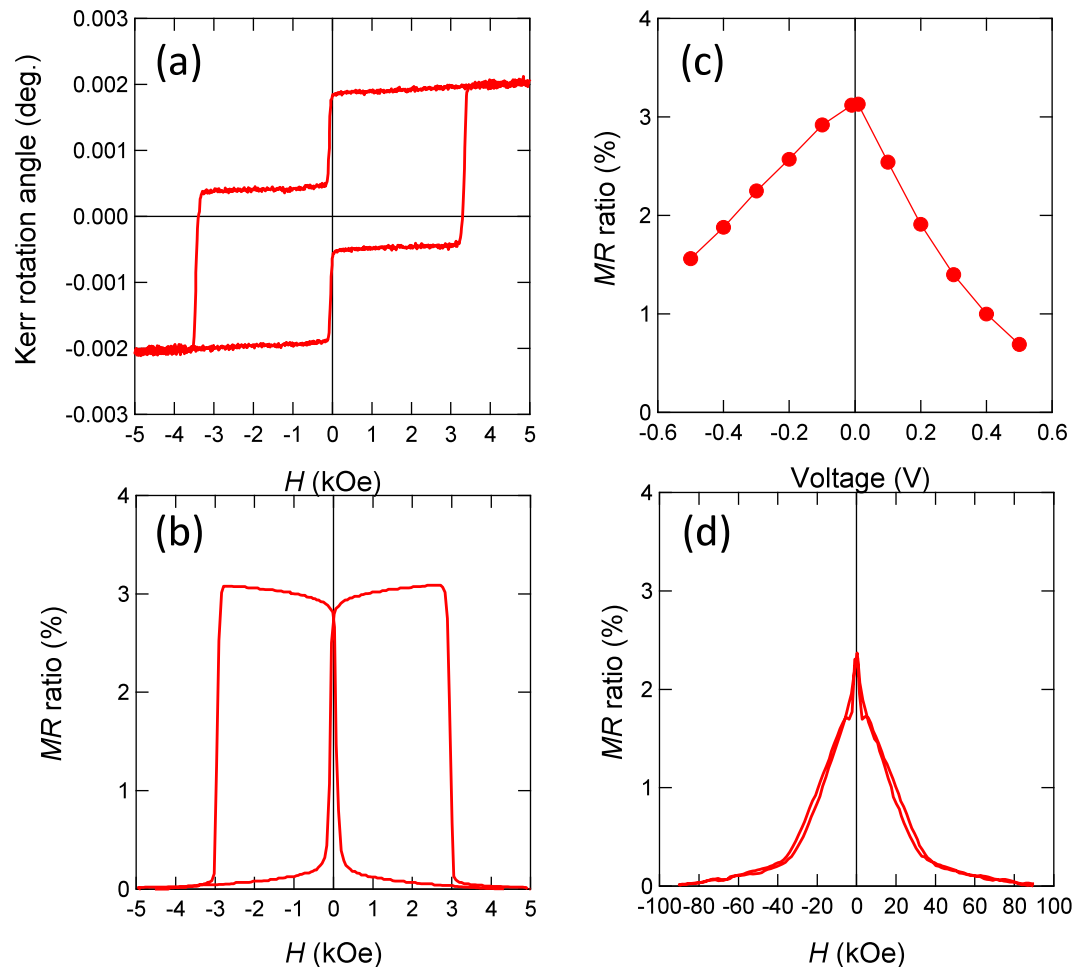 (a)
Kerr rotation angle (deg.)
0.003
0.002
0.001
0.000
-0.001
-0.002
-0.003
-5 -4 -3 -2 -1 0 1 2 3 4 5
H (kOe)
(c)
MR ratio (%)
4
3
2
1
0
-0.6 -0.4 -0.2 0.0 0.2 0.4 0.6
Voltage (V)
(b)
MR ratio (%)
4
3
2
1
0
-5 -4 -3 -2 -1 0 1 2 3 4 5
H (kOe)
(d)
MR ratio (%)
4
3
2
1
0
-100 -80 -60 -40 -20 0 20 40 60 80 100
H (kOe)